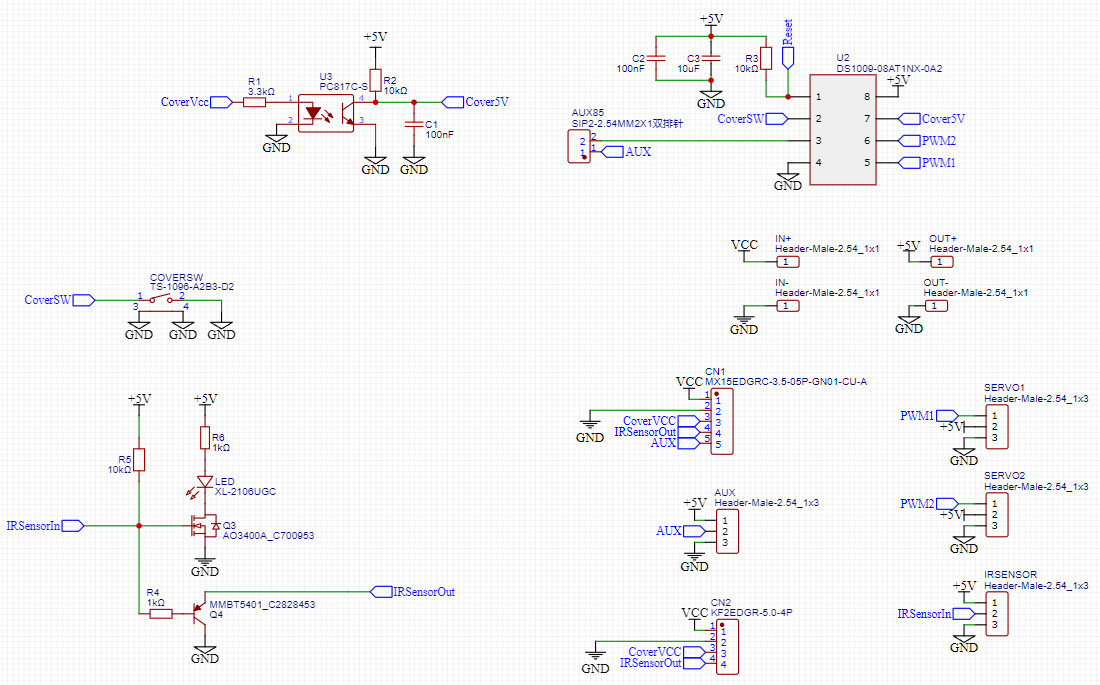 +5V
R1
3.3kΩ
U3
PC817C-S
R2
10kΩ
CoverVcc
1
2
4
3
Cover5V
C1
100nF
GND
GND
GND
+5V
Reset
C2
100nF
C3
10uF
R3
10kΩ
GND
U2
DS1009-08AT1NX-0A2
+5V
1
2
3
4
8
7
6
5
CoverSW
Cover5V
PWM2
PWM1
GND
AUX85
SIP2-2.54MM2X1双排针
2
1
2
1
AUX
VCC
IN+
Header-Male-2.54_1x1
1
+5V
OUT+
Header-Male-2.54_1x1
1
IN-
Header-Male-2.54_1x1
1
GND
OUT-
Header-Male-2.54_1x1
1
GND
COVERSW
TS-1096-A2B3-D2
CoverSW
1
2
3
4
GND
GND
GND
+5V
+5V
R6
1kΩ
R5
10kΩ
LED
XL-2106UGC
IRSensorIn
Q3
AO3400A_C700953
GND
R4
1kΩ
MMBT5401_C2828453
Q4
IRSensorOut
GND
CN1
MX15EDGRC-3.5-05P-GN01-CU-A
VCC
GND
CoverVCC
IRSensorOut
AUX
1
2
3
4
5
1
2
3
4
5
SERVO1
Header-Male-2.54_1x3
PWM1
+5V
GND
1
2
3
AUX
Header-Male-2.54_1x3
+5V
AUX
GND
1
2
3
SERVO2
Header-Male-2.54_1x3
PWM2
+5V
GND
1
2
3
CN2
KF2EDGR-5.0-4P
VCC
GND
CoverVCC
IRSensorOut
1
2
3
4
1
2
3
4
IRSENSOR
Header-Male-2.54_1x3
+5V
IRSensorIn
GND
1
2
3